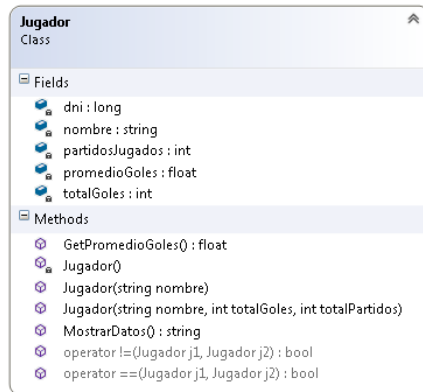 Jugador
Class
Fields
dni : long
nombre : string
partidosJugados : int
promedioGoles : float
totalGoles : int
Methods
GetPromedioGoles() : float
Jugador()
Jugador(string nombre)
Jugador(string nombre, int totalGoles, int totalPartidos)
MostrarDatos() : string
operator !=(Jugador j1, Jugador j2) : bool
operator ==(Jugador j1, Jugador j2) : bool